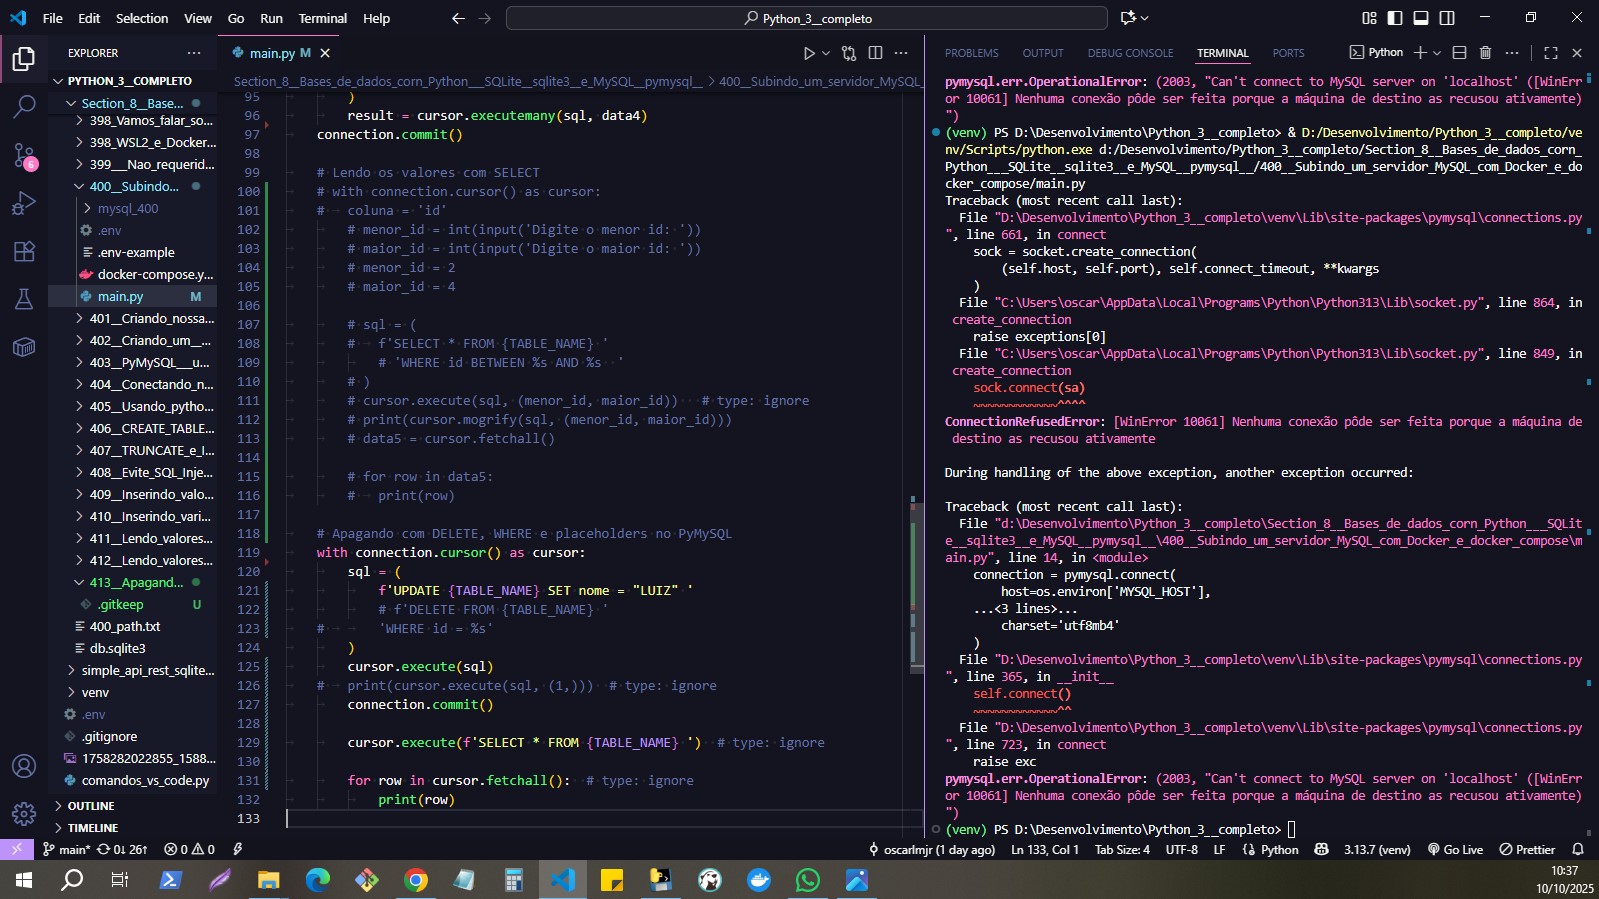 File Edit Selection View Go Run Terminal Help
Python_3__completo
EXPLORER
PYTHON_3__COMPLETO
Section_8__Base...
398_Vamos_falar_so...
398_WSL2_e_Docker...
399___Nao_requerid...
400__Subindo...
mysql_400
.env
.env-example
docker-compose.y...
main.py M
401__Criando_nossa...
402__Criando_um__...
403__PyMySQL___u...
404__Conectando_n...
405__Usando_pytho...
406__CREATE_TABLE...
407__TRUNCATE_e_I...
408__Evite_SQL_Inje...
409__Inserindo_valo...
410__Inserindo_vari...
411__Lendo_valores...
412__Lendo_valores...
413__Apagand...
.gitkeep U
400_path.txt
db.sqlite3
simple_api_rest_sqlite...
venv
.env
.gitignore
1758282022855_1588...
comandos_vs_code.py
OUTLINE
TIMELINE
main.py M
Section_8__Bases_de_dados_corn_Python___SQLite__sqlite3__e_MySQL__pymysql__ > 400__Subindo_um_servidor_MySQL_
95 )
96 result = cursor.executemany(sql, data4)
97 connection.commit()
98
99 # Lendo os valores com SELECT
100 # with connection.cursor() as cursor:
101 # coluna = 'id'
102 # menor_id = int(input('Digite o menor id: '))
103 # maior_id = int(input('Digite o maior id: '))
104 # menor_id = 2
105 # maior_id = 4
106
107 # sql = (
108 # f'SELECT * FROM {TABLE_NAME} '
109 # 'WHERE id BETWEEN %s AND %s  '
110 # )
111 # cursor.execute(sql, (menor_id, maior_id)) # type: ignore
112 # print(cursor.mogrify(sql, (menor_id, maior_id)))
113 # data5 = cursor.fetchall()
114
115 # for row in data5:
116 # print(row)
117
118 # Apagando com DELETE, WHERE e placeholders no PyMySQL
119 with connection.cursor() as cursor:
120 sql = (
121 f'UPDATE {TABLE_NAME} SET nome = "LUIZ" '
122 # f'DELETE FROM {TABLE_NAME} '
123 # 'WHERE id = %s'
124 )
125 cursor.execute(sql)
126 # print(cursor.execute(sql, (1,))) # type: ignore
127 connection.commit()
128
129 cursor.execute(f'SELECT * FROM {TABLE_NAME} ') # type: ignore
130
131 for row in cursor.fetchall(): # type: ignore
132 print(row)
133
PROBLEMS OUTPUT DEBUG CONSOLE TERMINAL PORTS Python
pymysql.err.OperationalError: (2003, "Can't connect to MySQL server on 'localhost' ([WinErr
or 10061] Nenhuma conexão pôde ser feita porque a máquina de destino as recusou ativamente)
")
(venv) PS D:\Desenvolvimento\Python_3__completo> & D:/Desenvolvimento/Python_3__completo/ve
nv/Scripts/python.exe d:/Desenvolvimento/Python_3__completo/Section_8__Bases_de_dados_corn_
Python___SQLite__sqlite3__e_MySQL__pymysql__/400__Subindo_um_servidor_MySQL_com_Docker_e_do
cker_compose/main.py
Traceback (most recent call last):
File "D:\Desenvolvimento\Python_3__completo\venv\Lib\site-packages\pymysql\connections.py
", line 661, in connect
sock = socket.create_connection(
(self.host, self.port), self.connect_timeout, **kwargs
)
File "C:\Users\oscar\AppData\Local\Programs\Python\Python313\Lib\socket.py", line 864, in
create_connection
raise exceptions[0]
File "C:\Users\oscar\AppData\Local\Programs\Python\Python313\Lib\socket.py", line 849, in
create_connection
sock.connect(sa)
~~~~~~~~~~~~^^^^
ConnectionRefusedError: [WinError 10061] Nenhuma conexão pôde ser feita porque a máquina de
destino as recusou ativamente
During handling of the above exception, another exception occurred:
Traceback (most recent call last):
File "d:\Desenvolvimento\Python_3__completo\Section_8__Bases_de_dados_corn_Python___SQLit
e__sqlite3__e_MySQL__pymysql__\400__Subindo_um_servidor_MySQL_com_Docker_e_docker_compose\m
ain.py", line 14, in <module>
connection = pymysql.connect(
host=os.environ['MYSQL_HOST'],
...<3 lines>...
charset='utf8mb4'
)
File "D:\Desenvolvimento\Python_3__completo\venv\Lib\site-packages\pymysql\connections.py
", line 365, in __init__
self.connect()
~~~~~~~~~~~~^^
File "D:\Desenvolvimento\Python_3__completo\venv\Lib\site-packages\pymysql\connections.py
", line 723, in connect
raise exc
pymysql.err.OperationalError: (2003, "Can't connect to MySQL server on 'localhost' ([WinErr
or 10061] Nenhuma conexão pôde ser feita porque a máquina de destino as recusou ativamente)
")
(venv) PS D:\Desenvolvimento\Python_3__completo>
main* 0↓ 26↑ 0 0 oscarlmjr (1 day ago) Ln 133, Col 1 Tab Size: 4 UTF-8 LF Python 3.13.7 (venv) Go Live Prettier
10:37
10/10/2025
6